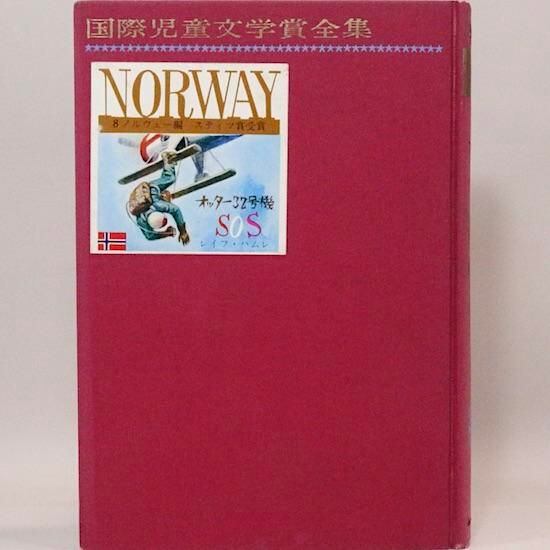 国際児童文学賞全集
NORWAY
8ノルウェー編 スティフ賞受賞
オッター32号機
SOS
レイフ・ハムレ